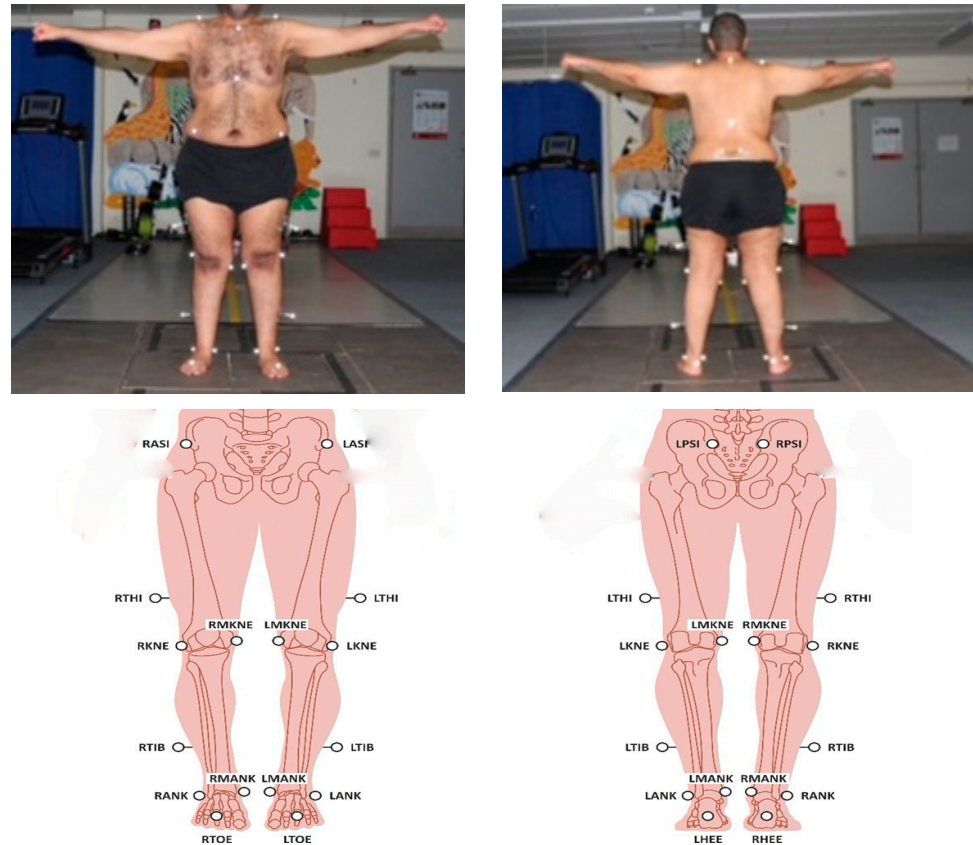 RASI LASI
RTHI LTHI
RMKNE LMKNE
RKNE LKNE
RTIB LTIB
RMANK LMANK
RANK LANK
RTOE LTOE
LPSI RPSI
LTHI RTHI
LMKNE RMKNE
LKNE RKNE
LTIB RTIB
LMANK RMANK
LANK RANK
LHEE RHEE